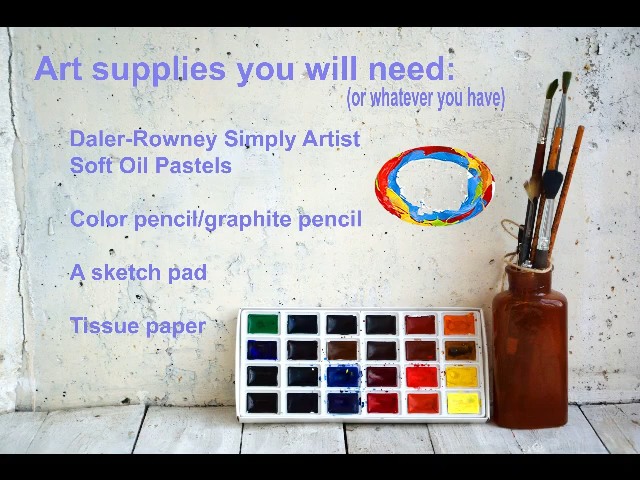 Art supplies you will need:
(or whatever you have)
Daler-Rowney Simply Artist
Soft Oil Pastels
Color pencil/graphite pencil
A sketch pad
Tissue paper